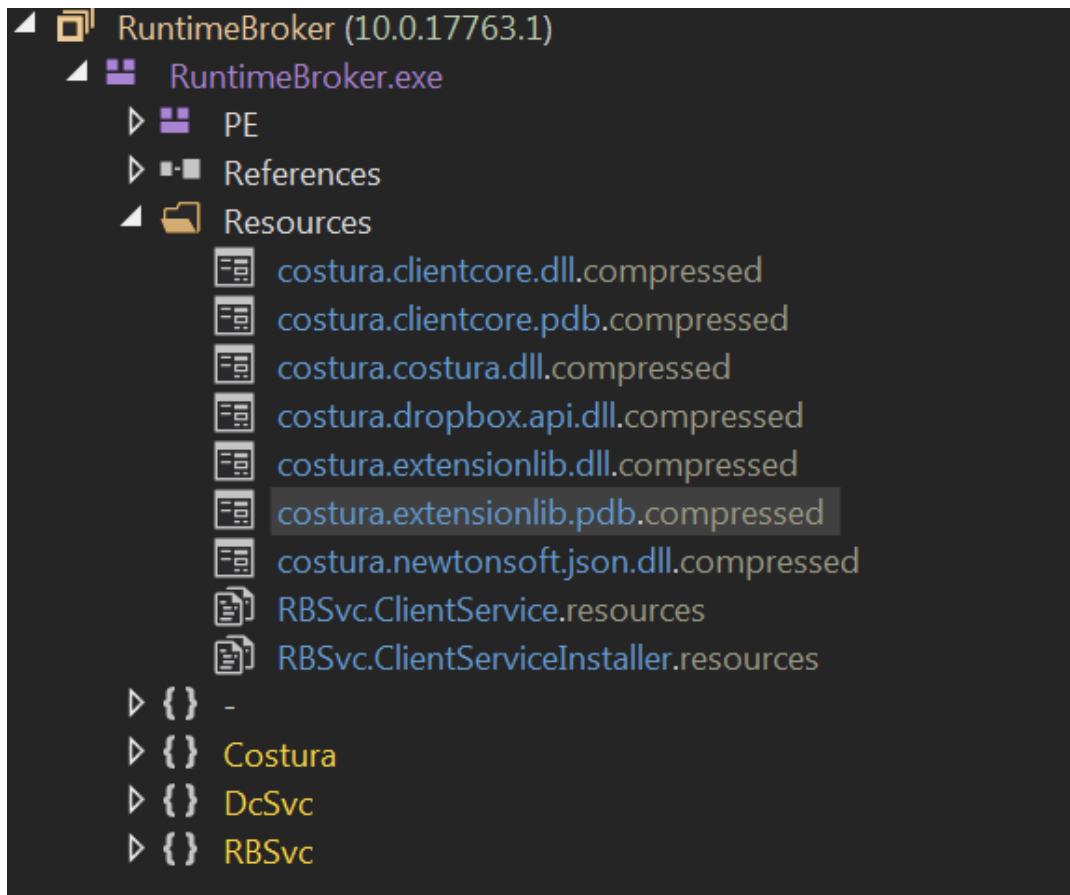 RuntimeBroker (10.0.17763.1)
RuntimeBroker.exe
PE
References
Resources
costura.clientcore.dll.compressed
costura.clientcore.pdb.compressed
costura.costura.dll.compressed
costura.dropbox.api.dll.compressed
costura.extensionlib.dll.compressed
costura.extensionlib.pdb.compressed
costura.newtonsoft.json.dll.compressed
RBSvc.ClientService.resources
RBSvc.ClientServiceInstaller.resources
{} -
{} Costura
{} DcSvc
{} RBSvc